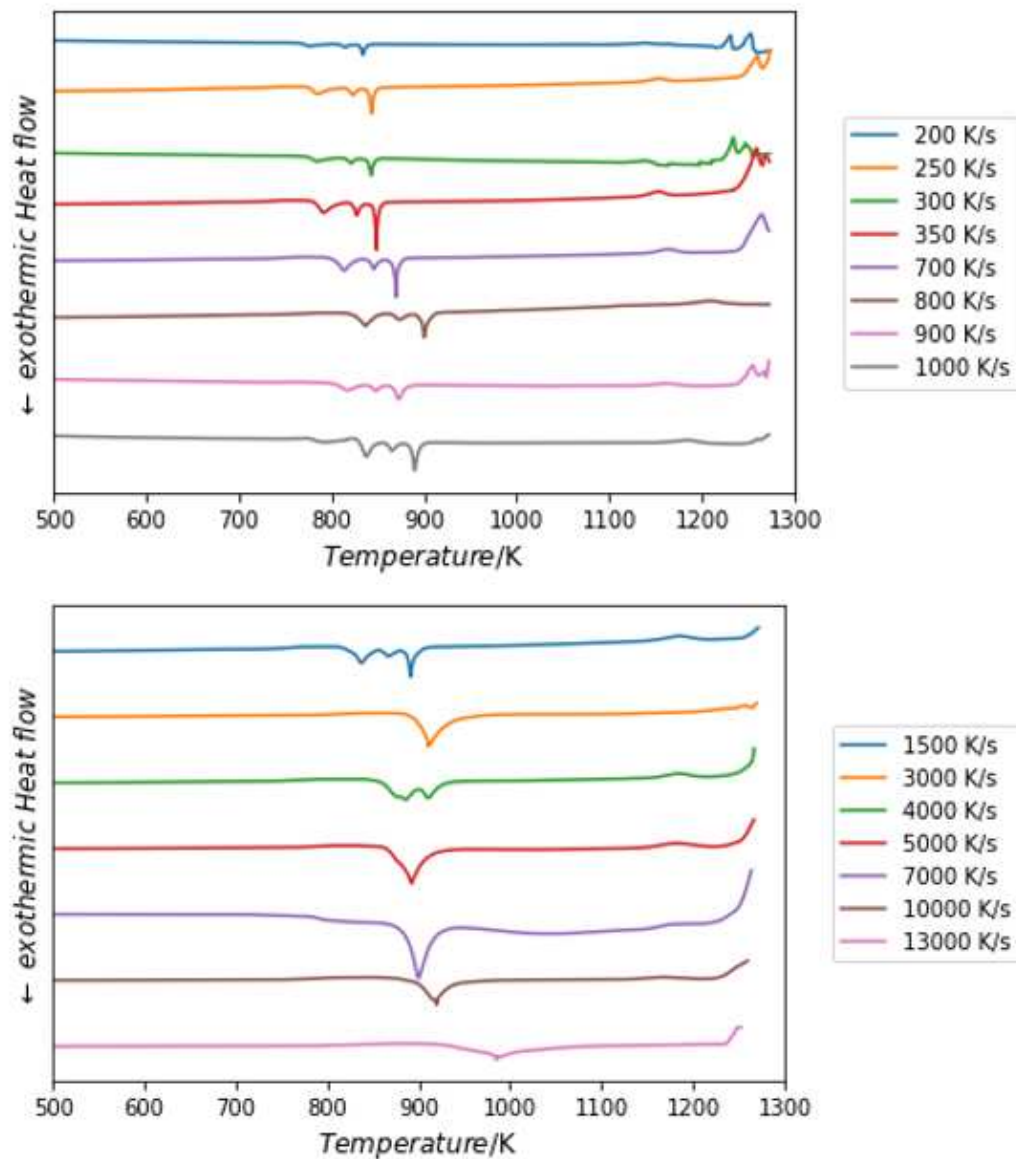 ← exothermic Heat flow
200 K/s
250 K/s
300 K/s
350 K/s
700 K/s
800 K/s
900 K/s
1000 K/s
500 600 700 800 900 1000 1100 1200 1300
Temperature/K
← exothermic Heat flow
1500 K/s
3000 K/s
4000 K/s
5000 K/s
7000 K/s
10000 K/s
13000 K/s
500 600 700 800 900 1000 1100 1200 1300
Temperature/K